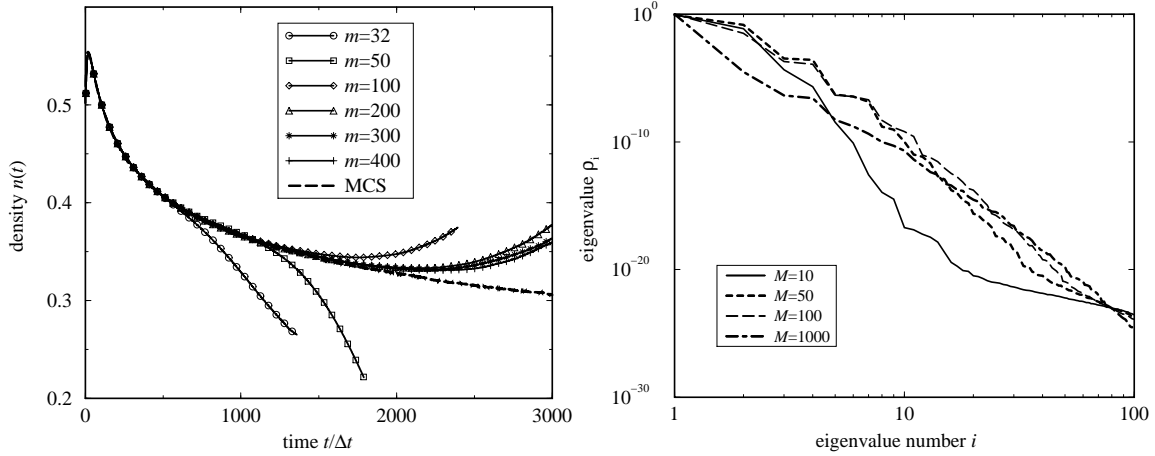 m=32
m=50
m=100
m=200
m=300
m=400
MCS
0.5
0.4
0.3
0.2
density n(t)
0 1000 2000 3000
time t/Δt
10^0
10^-10
10^-20
10^-30
eigenvalue ρ_i
M=10
M=50
M=100
M=1000
1 10 100
eigenvalue number i